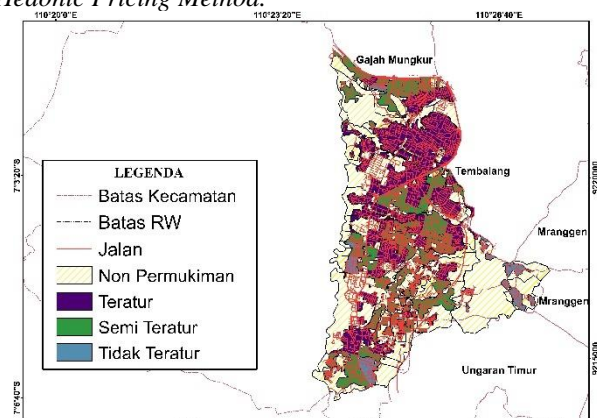 Hedonic Pricing Method.
110°20'0"E 110°23'20"E 110°26'40"E
Gajah Mungkur
7°3'20"S
9220000
LEGENDA
Batas Kecamatan
Batas RW
Jalan
Non Permukiman
Teratur
Semi Teratur
Tidak Teratur
Tembalang
Mranggen
Mranggen
Ungaran Timur
9215000
7°6'40"S